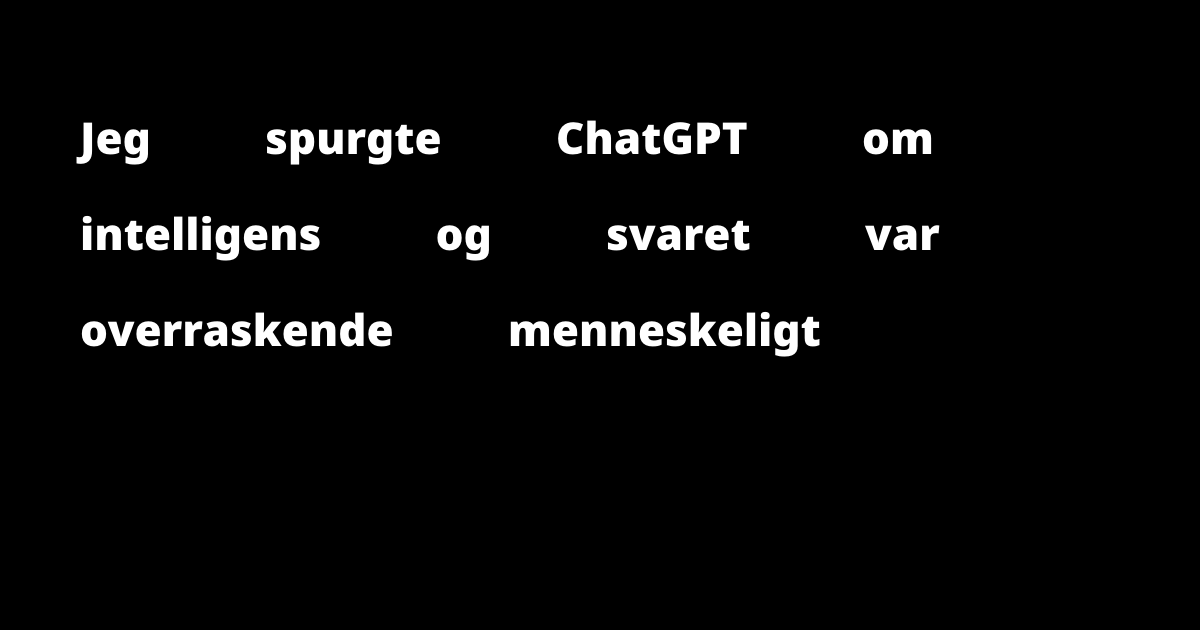 Jeg spurgte ChatGPT om
intelligens og svaret var
overraskende menneskeligt